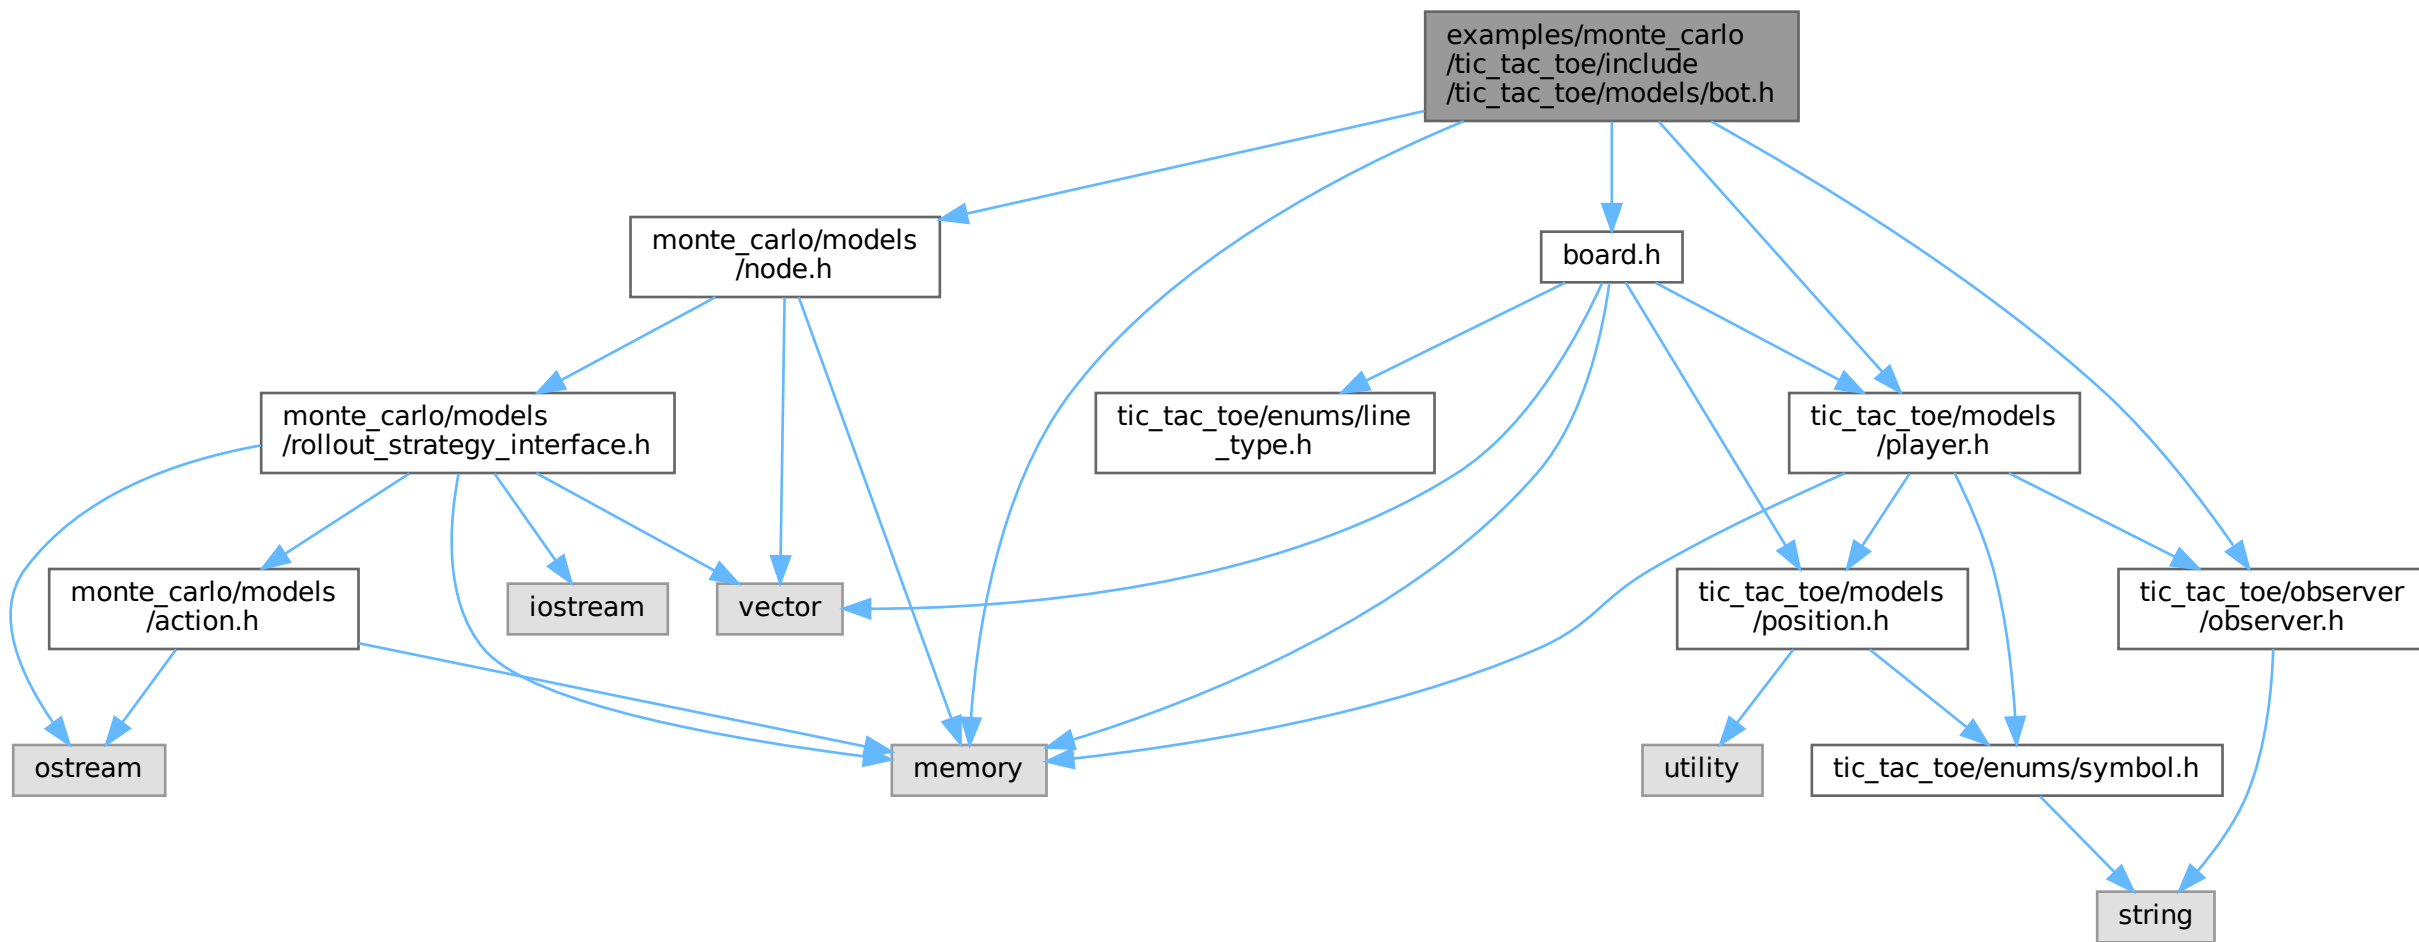 examples/monte_carlo
/tic_tac_toe/include
/tic_tac_toe/models/bot.h
monte_carlo/models
/node.h
board.h
monte_carlo/models
/rollout_strategy_interface.h
tic_tac_toe/enums/line
_type.h
tic_tac_toe/models
/player.h
monte_carlo/models
/action.h
iostream
vector
tic_tac_toe/models
/position.h
tic_tac_toe/observer
/observer.h
ostream
memory
utility
tic_tac_toe/enums/symbol.h
string